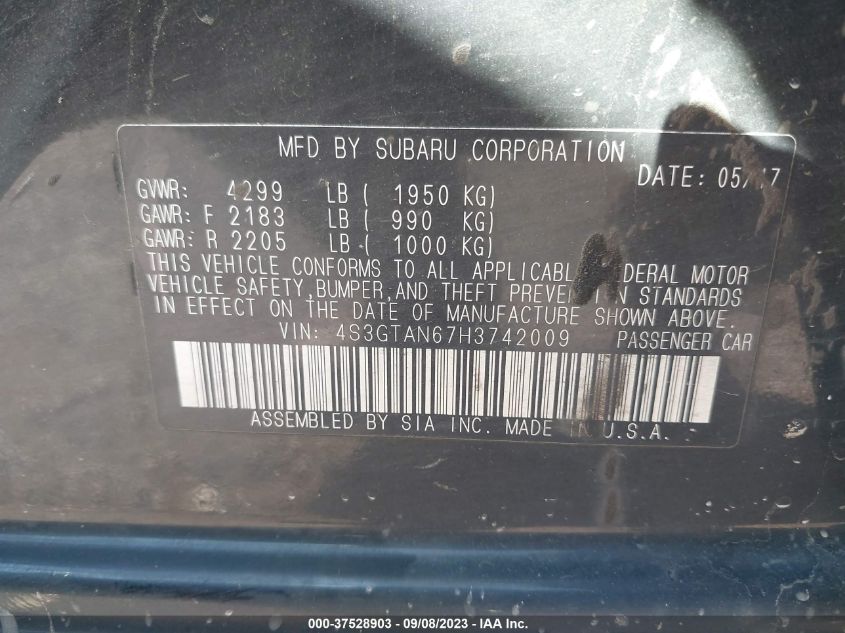 MFD BY SUBARU CORPORATION
DATE: 05/17
GVWR: 4299 LB ( 1950 KG)
GAWR: F 2183 LB ( 990 KG)
GAWR: R 2205 LB ( 1000 KG)
THIS VEHICLE CONFORMS TO ALL APPLICABLE FEDERAL MOTOR
VEHICLE SAFETY,BUMPER,AND THEFT PREVENTION STANDARDS
IN EFFECT ON THE DATE OF MANUFACTURE SHOWN ABOVE.
VIN: 4S3GTAN67H3742009 PASSENGER CAR
ASSEMBLED BY SIA INC. MADE IN U.S.A.
000-37528903 - 09/08/2023 - IAA Inc.